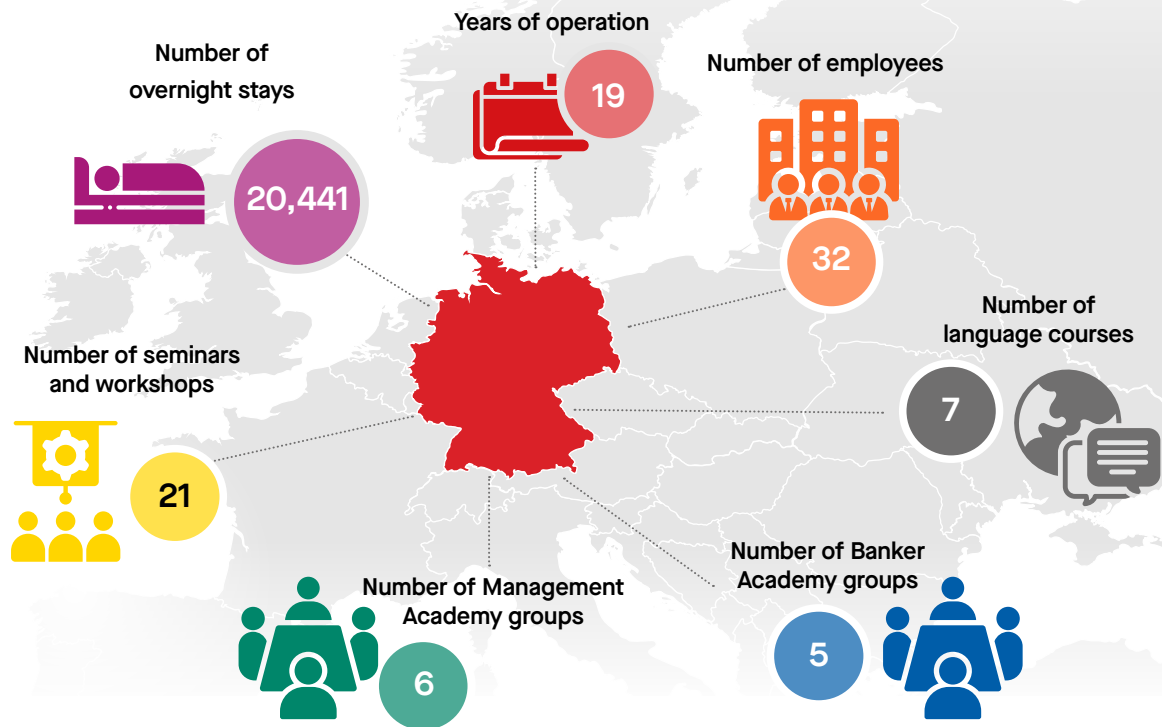 Years of operation
19
Number of
overnight stays
20,441
Number of employees
32
Number of
language courses
7
Number of seminars
and workshops
21
Number of Banker
Academy groups
5
Number of Management
Academy groups
6